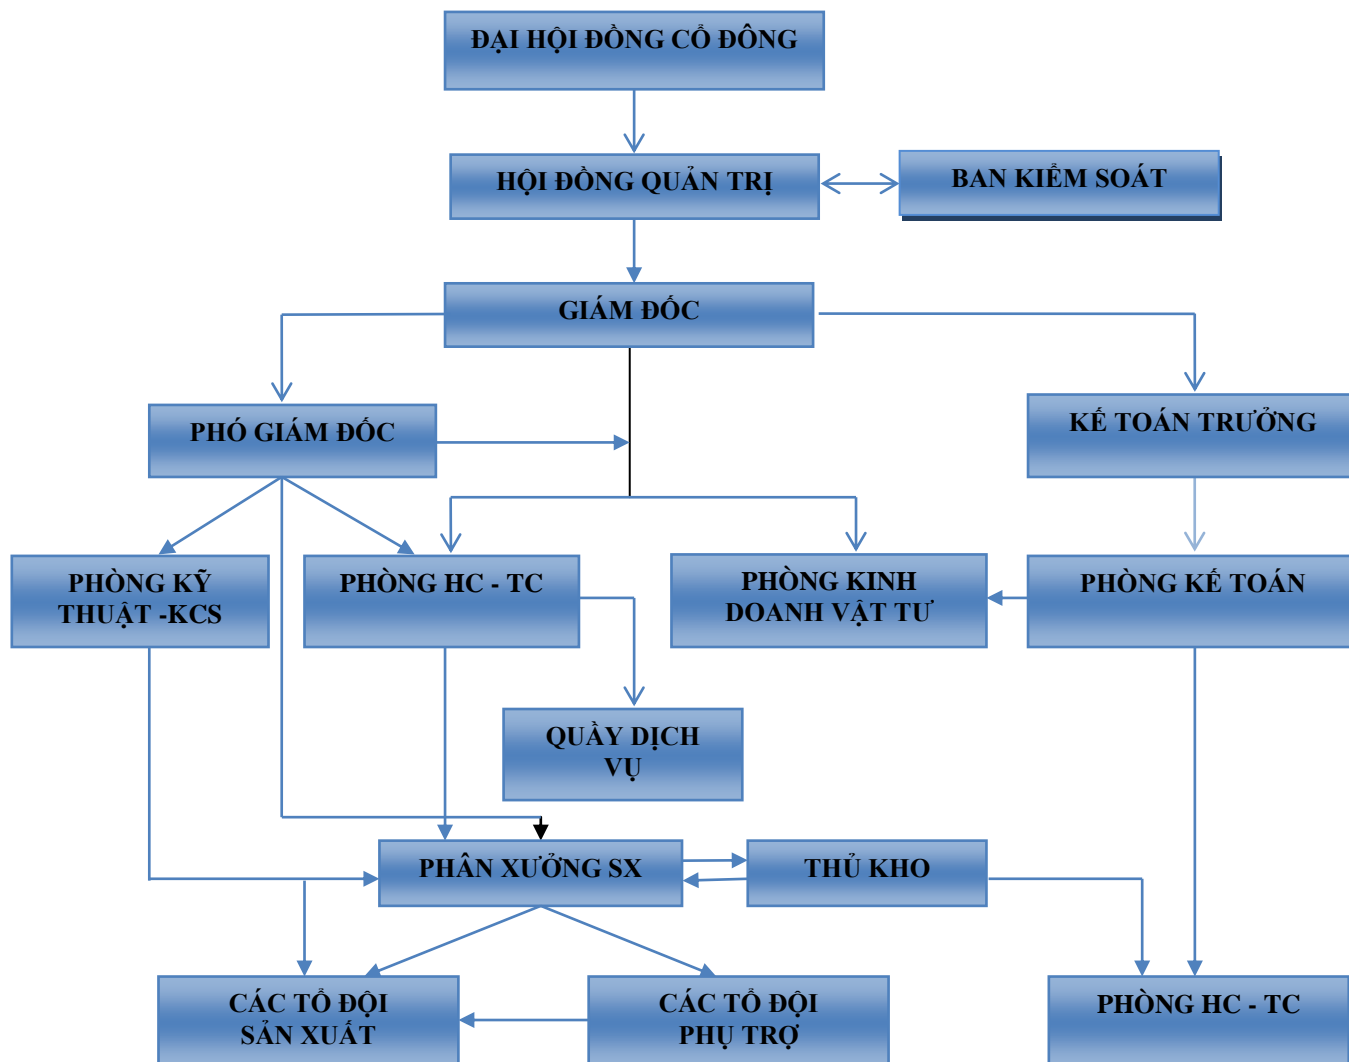 ĐẠI HỘI ĐỒNG CỔ ĐÔNG
HỘI ĐỒNG QUẢN TRỊ
BAN KIỂM SOÁT
GIÁM ĐỐC
PHÓ GIÁM ĐỐC
KẾ TOÁN TRƯỞNG
PHÒNG KỸ
THUẬT -KCS
PHÒNG HC - TC
PHÒNG KINH
DOANH VẬT TƯ
PHÒNG KẾ TOÁN
QUẦY DỊCH
VỤ
PHÂN XƯỞNG SX
THỦ KHO
CÁC TỔ ĐỘI
SẢN XUẤT
CÁC TỔ ĐỘI
PHỤ TRỢ
PHÒNG HC - TC